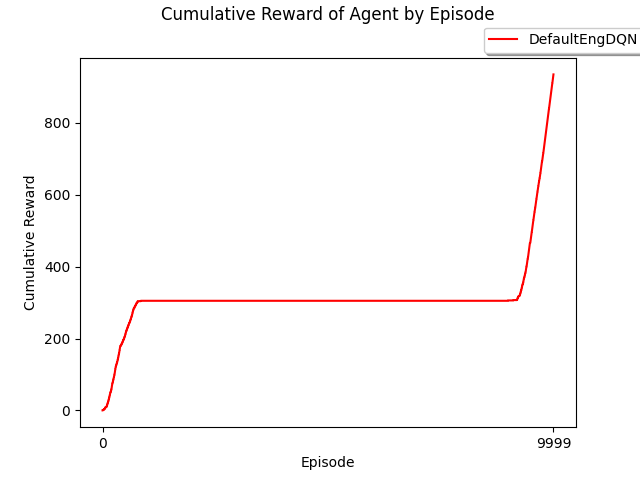 Cumulative Reward of Agent by Episode
DefaultEngDQN
800
600
400
200
0
Cumulative Reward
0
9999
Episode